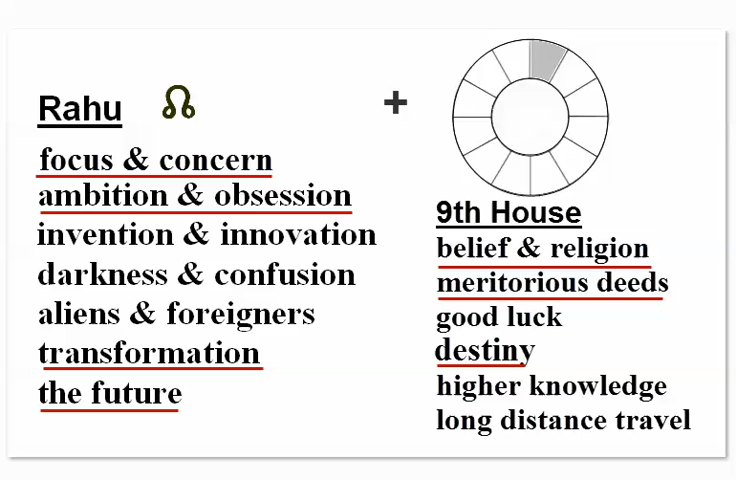 Rahu ☊
+
focus & concern
ambition & obsession
invention & innovation
darkness & confusion
aliens & foreigners
transformation
the future
9th House
belief & religion
meritorious deeds
good luck
destiny
higher knowledge
long distance travel